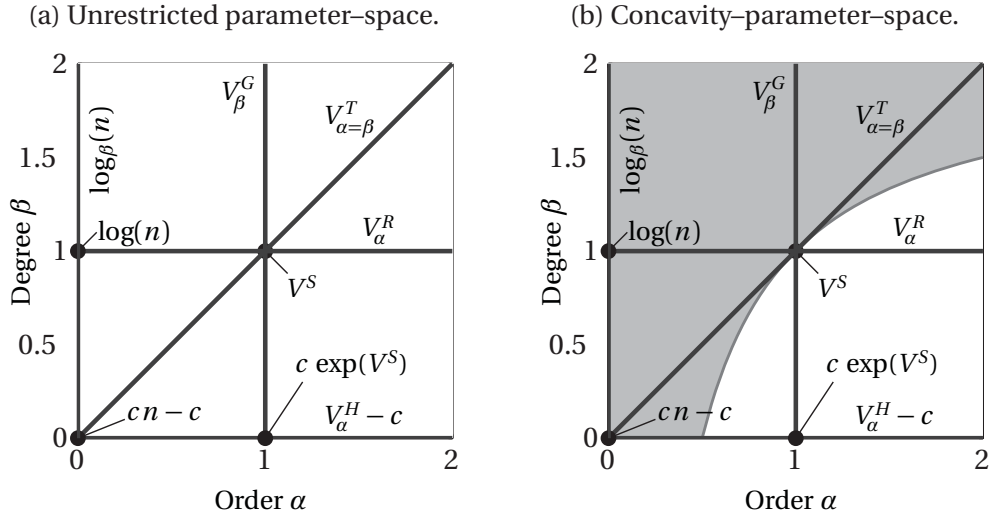 (a) Unrestricted parameter–space.
2
1.5
1
0.5
0
Degree β
log_β(n)
V_β^G
V_{α=β}^T
log(n)
V_α^R
V^S
c exp(V^S)
cn − c
V_α^H − c
0
1
2
Order α
(b) Concavity–parameter–space.
2
1.5
1
0.5
0
Degree β
log_β(n)
V_β^G
V_{α=β}^T
log(n)
V_α^R
V^S
c exp(V^S)
cn − c
V_α^H − c
0
1
2
Order α